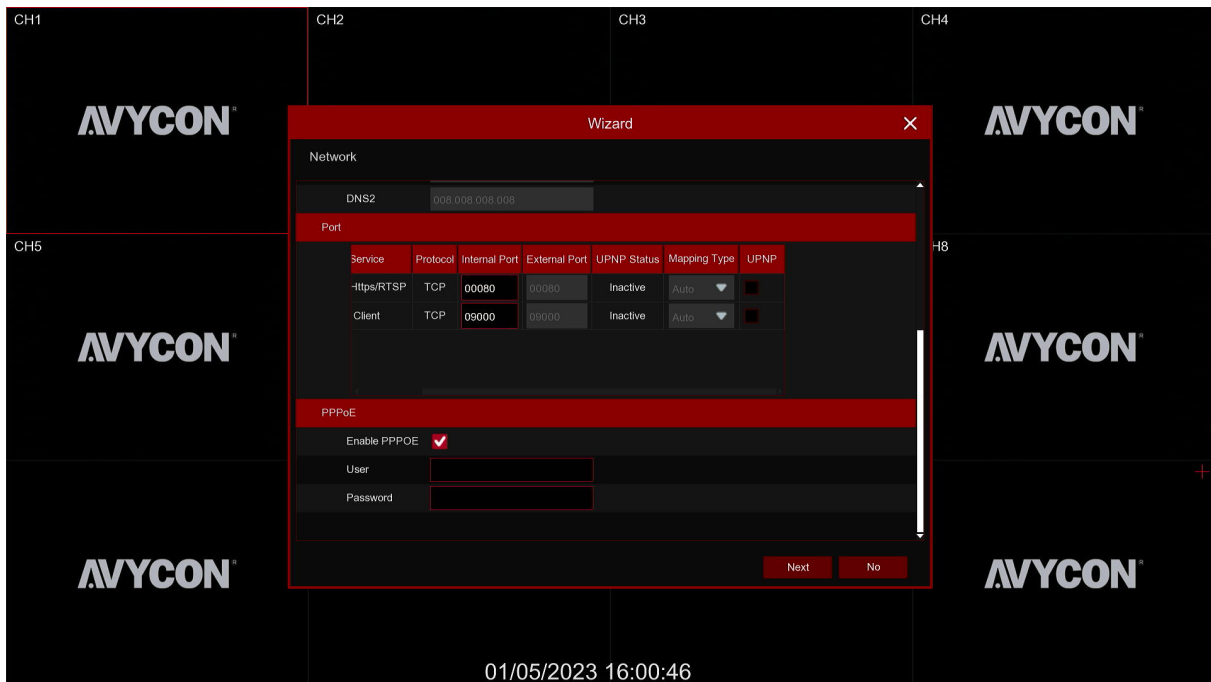 CH1
CH2
CH3
CH4
AVYCON®
AVYCON®
Wizard
Network
DNS2 008.008.008.008
Port
CH5
H8
Service Protocol Internal Port External Port UPNP Status Mapping Type UPNP
Https/RTSP TCP 00080 00080 Inactive Auto
Client TCP 09000 09000 Inactive Auto
AVYCON®
AVYCON®
PPPoE
Enable PPPOE
User
Password
Next No
AVYCON®
AVYCON®
01/05/2023 16:00:46